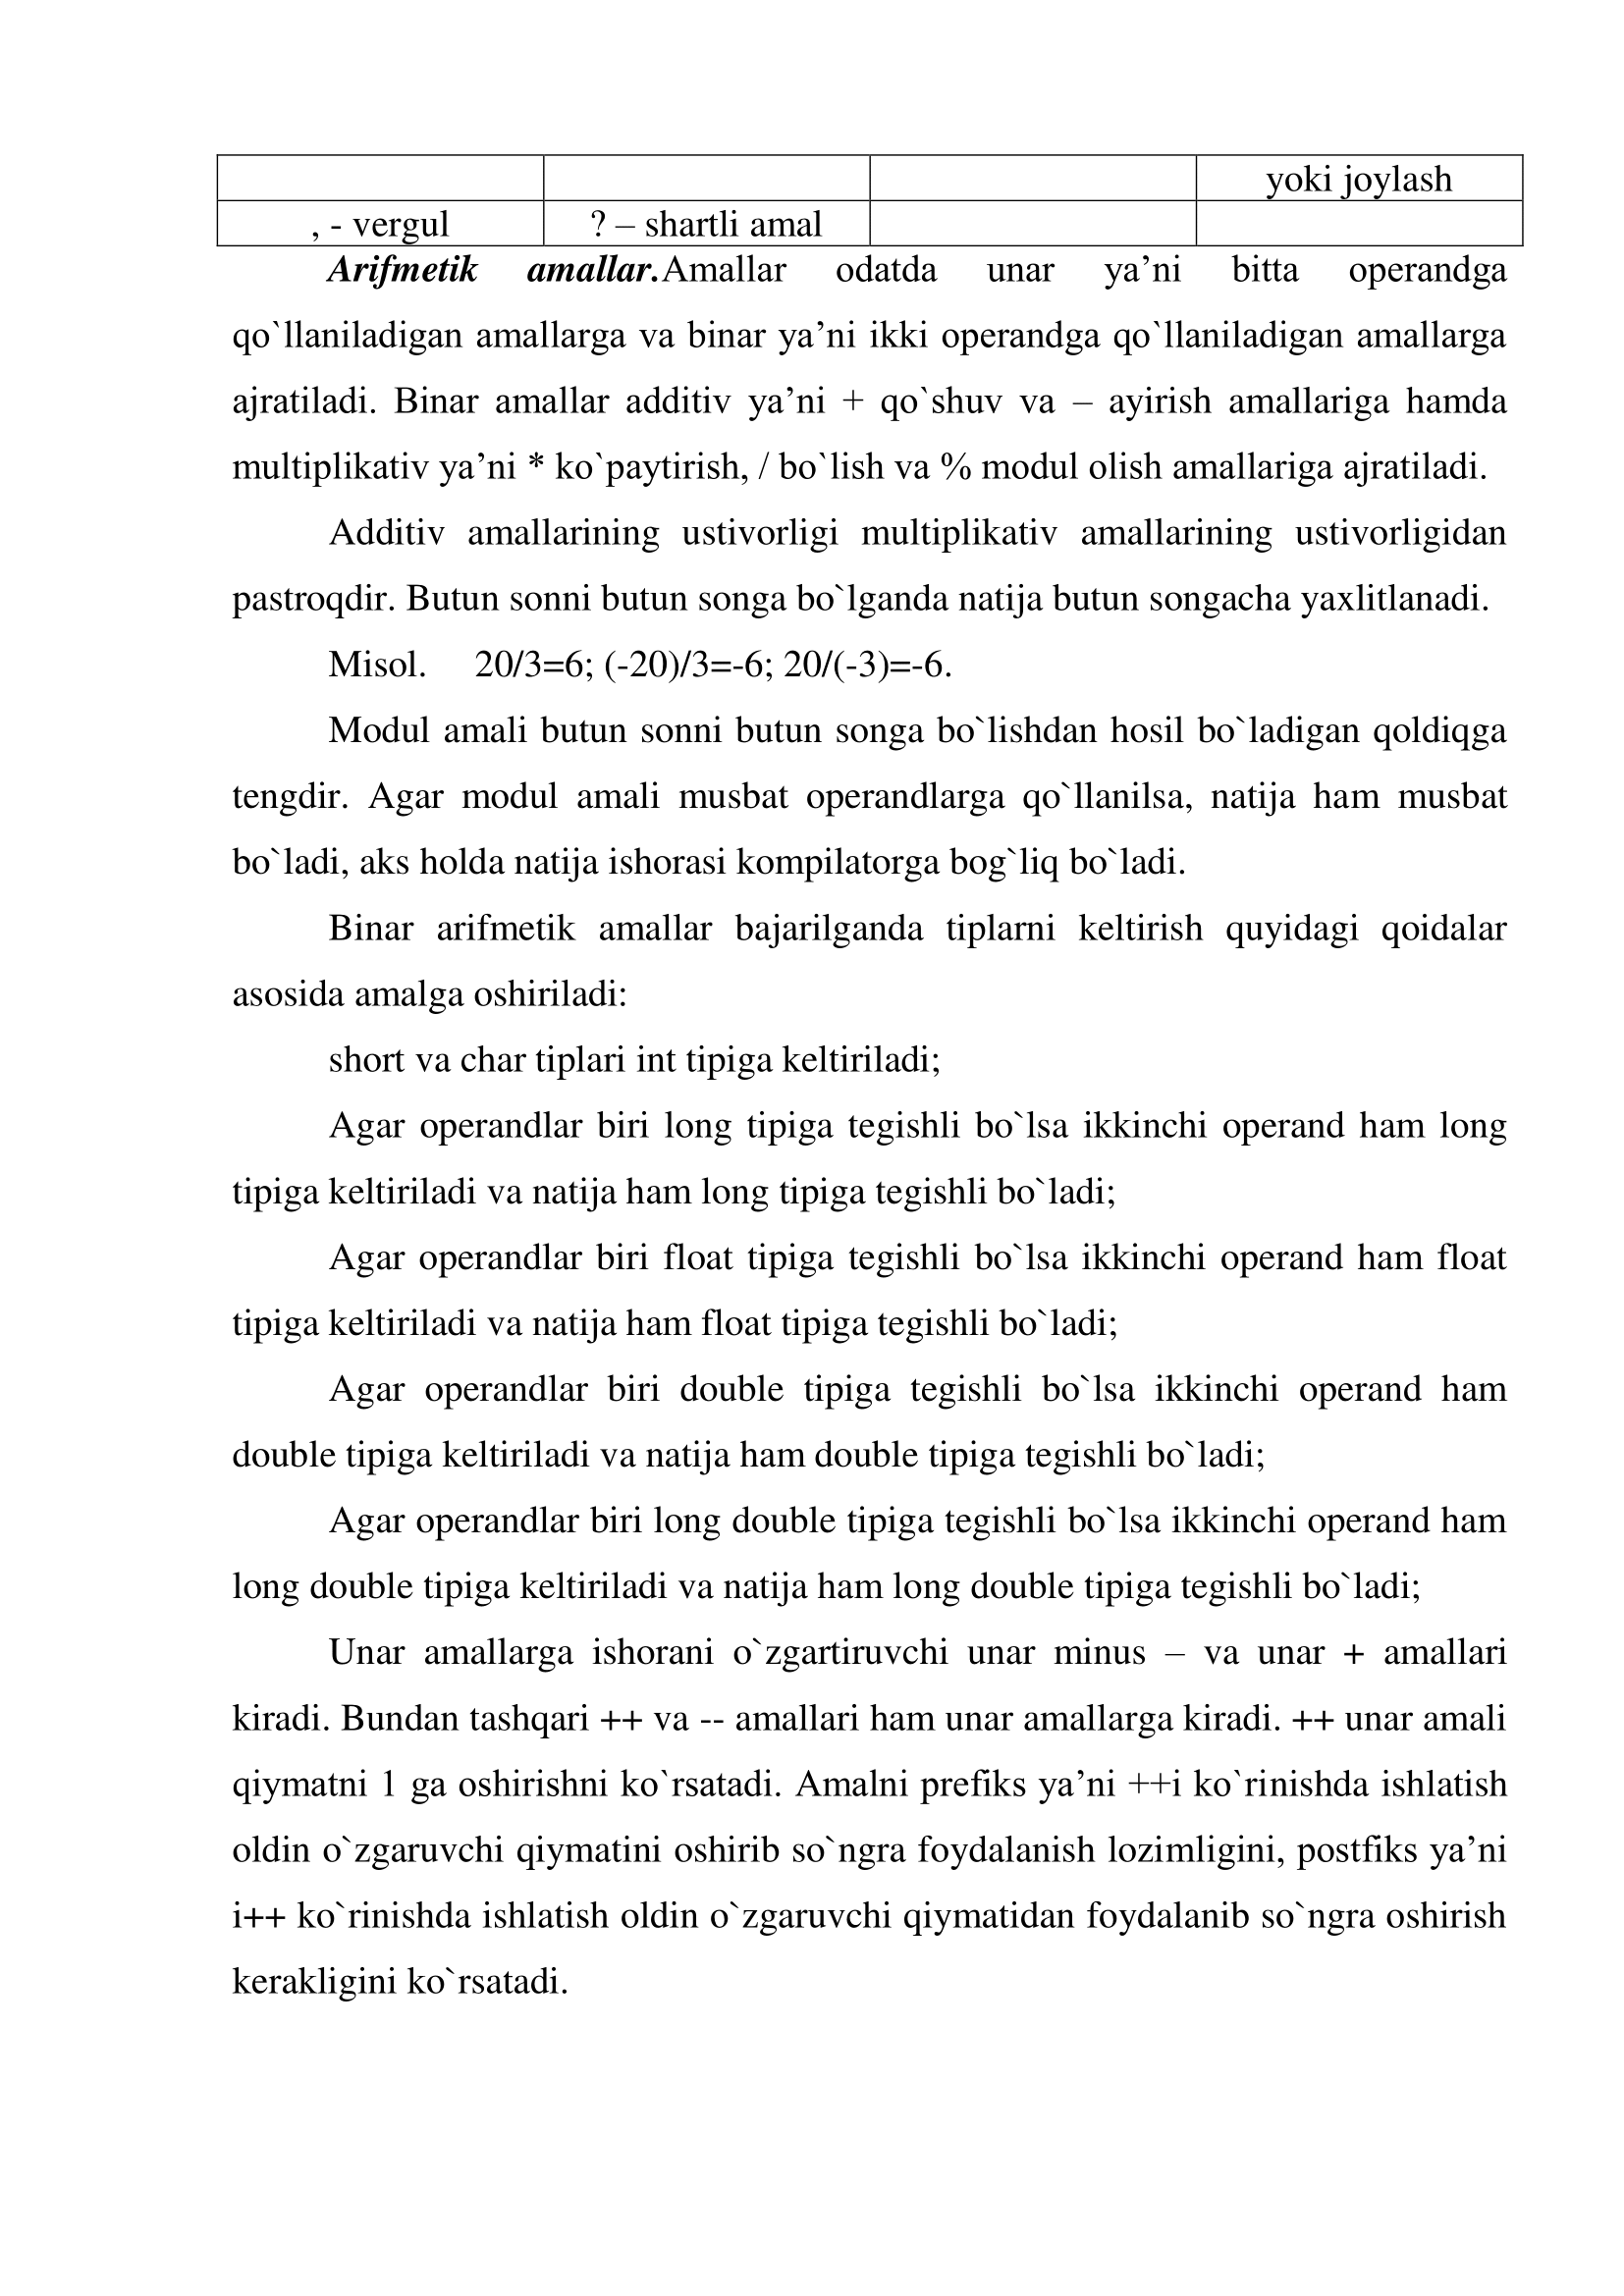 yoki joylash
, - vergul ? – shartli amal
Arifmetik amallar.Amallar odatda unar ya’ni bitta operandga
qo`llaniladigan amallarga va binar ya’ni ikki operandga qo`llaniladigan amallarga
ajratiladi. Binar amallar additiv ya’ni + qo`shuv va – ayirish amallariga hamda
multiplikativ ya’ni * ko`paytirish, / bo`lish va % modul olish amallariga ajratiladi.
Additiv amallarining ustivorligi multiplikativ amallarining ustivorligidan
pastroqdir. Butun sonni butun songa bo`lganda natija butun songacha yaxlitlanadi.
Misol. 20/3=6; (-20)/3=-6; 20/(-3)=-6.
Modul amali butun sonni butun songa bo`lishdan hosil bo`ladigan qoldiqga
tengdir. Agar modul amali musbat operandlarga qo`llanilsa, natija ham musbat
bo`ladi, aks holda natija ishorasi kompilatorga bog`liq bo`ladi.
Binar arifmetik amallar bajarilganda tiplarni keltirish quyidagi qoidalar
asosida amalga oshiriladi:
short va char tiplari int tipiga keltiriladi;
Agar operandlar biri long tipiga tegishli bo`lsa ikkinchi operand ham long
tipiga keltiriladi va natija ham long tipiga tegishli bo`ladi;
Agar operandlar biri float tipiga tegishli bo`lsa ikkinchi operand ham float
tipiga keltiriladi va natija ham float tipiga tegishli bo`ladi;
Agar operandlar biri double tipiga tegishli bo`lsa ikkinchi operand ham
double tipiga keltiriladi va natija ham double tipiga tegishli bo`ladi;
Agar operandlar biri long double tipiga tegishli bo`lsa ikkinchi operand ham
long double tipiga keltiriladi va natija ham long double tipiga tegishli bo`ladi;
Unar amallarga ishorani o`zgartiruvchi unar minus – va unar + amallari
kiradi. Bundan tashqari ++ va -- amallari ham unar amallarga kiradi. ++ unar amali
qiymatni 1 ga oshirishni ko`rsatadi. Amalni prefiks ya’ni ++i ko`rinishda ishlatish
oldin o`zgaruvchi qiymatini oshirib so`ngra foydalanish lozimligini, postfiks ya’ni
i++ ko`rinishda ishlatish oldin o`zgaruvchi qiymatidan foydalanib so`ngra oshirish
kerakligini ko`rsatadi.